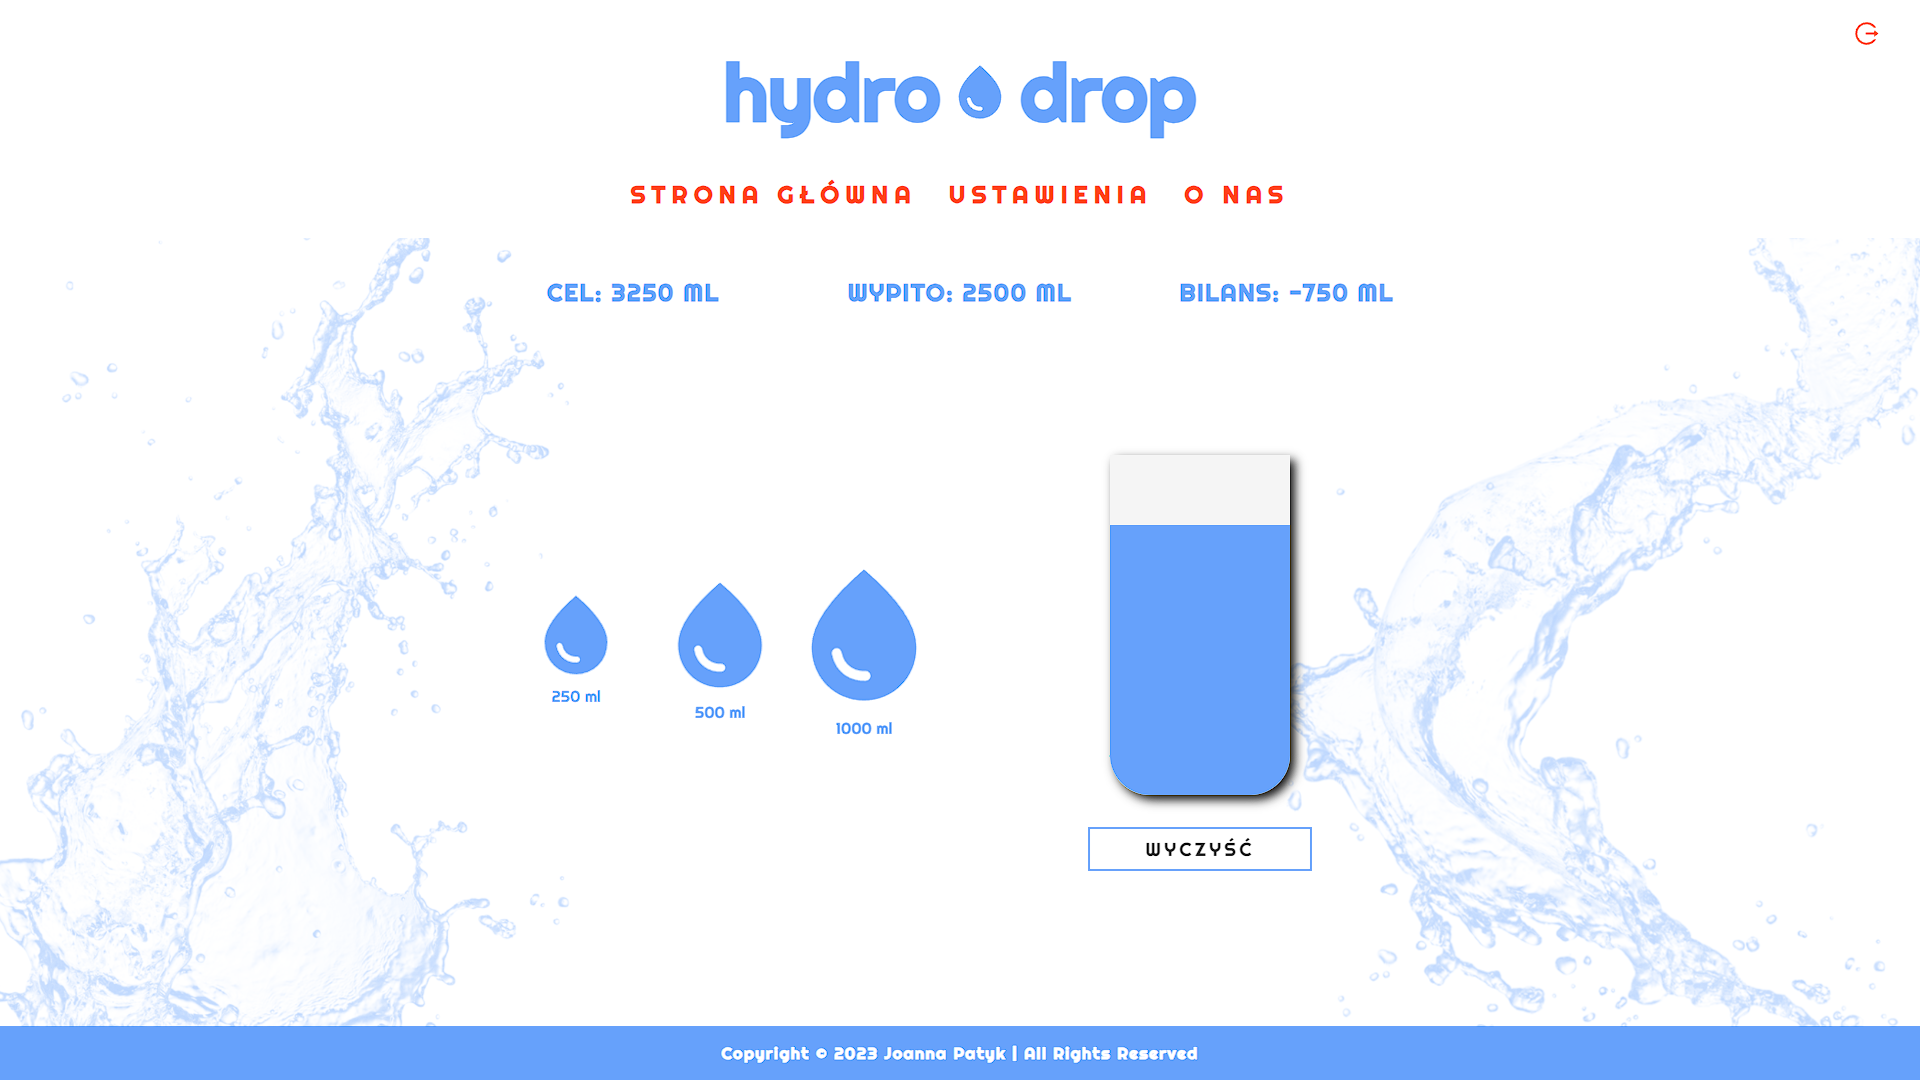 hydro drop
STRONA GŁÓWNA USTAWIENIA O NAS
CEL: 3250 ML WYPITO: 2500 ML BILANS: -750 ML
250 ml
500 ml
1000 ml
WYCZYŚĆ
Copyright © 2023 Joanna Patyk | All Rights Reserved